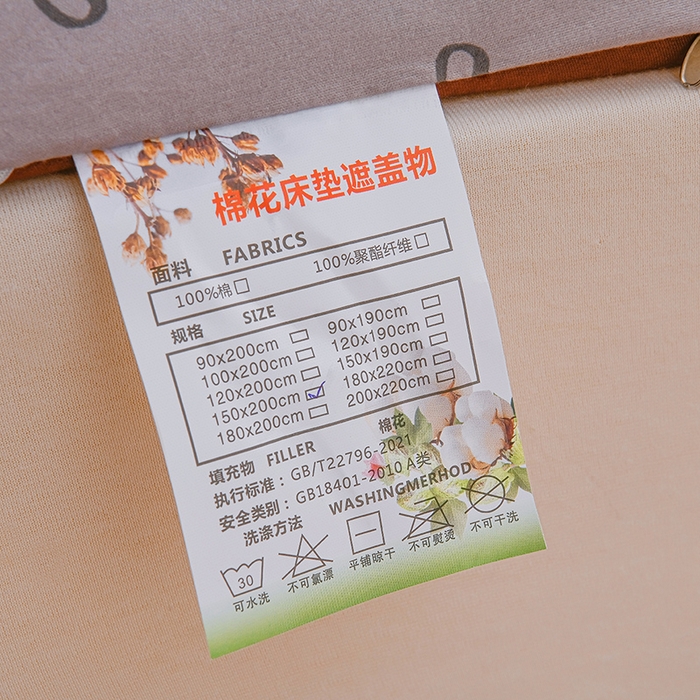 棉花床垫遮盖物
面料 FABRICS
100%棉□ 100%聚酯纤维□
规格 SIZE
90x200cm □ 90x190cm □
100x200cm □ 120x190cm □
120x200cm □ 150x190cm □
150x200cm ☑ 180x220cm □
180x200cm □ 200x220cm □
填充物 FILLER 棉花
执行标准：GB/T22796-2021
安全类别：GB18401-2010 A类
洗涤方法 WASHINGMERHOD
30
可水洗 不可氯漂 平铺晾干 不可熨烫 不可干洗